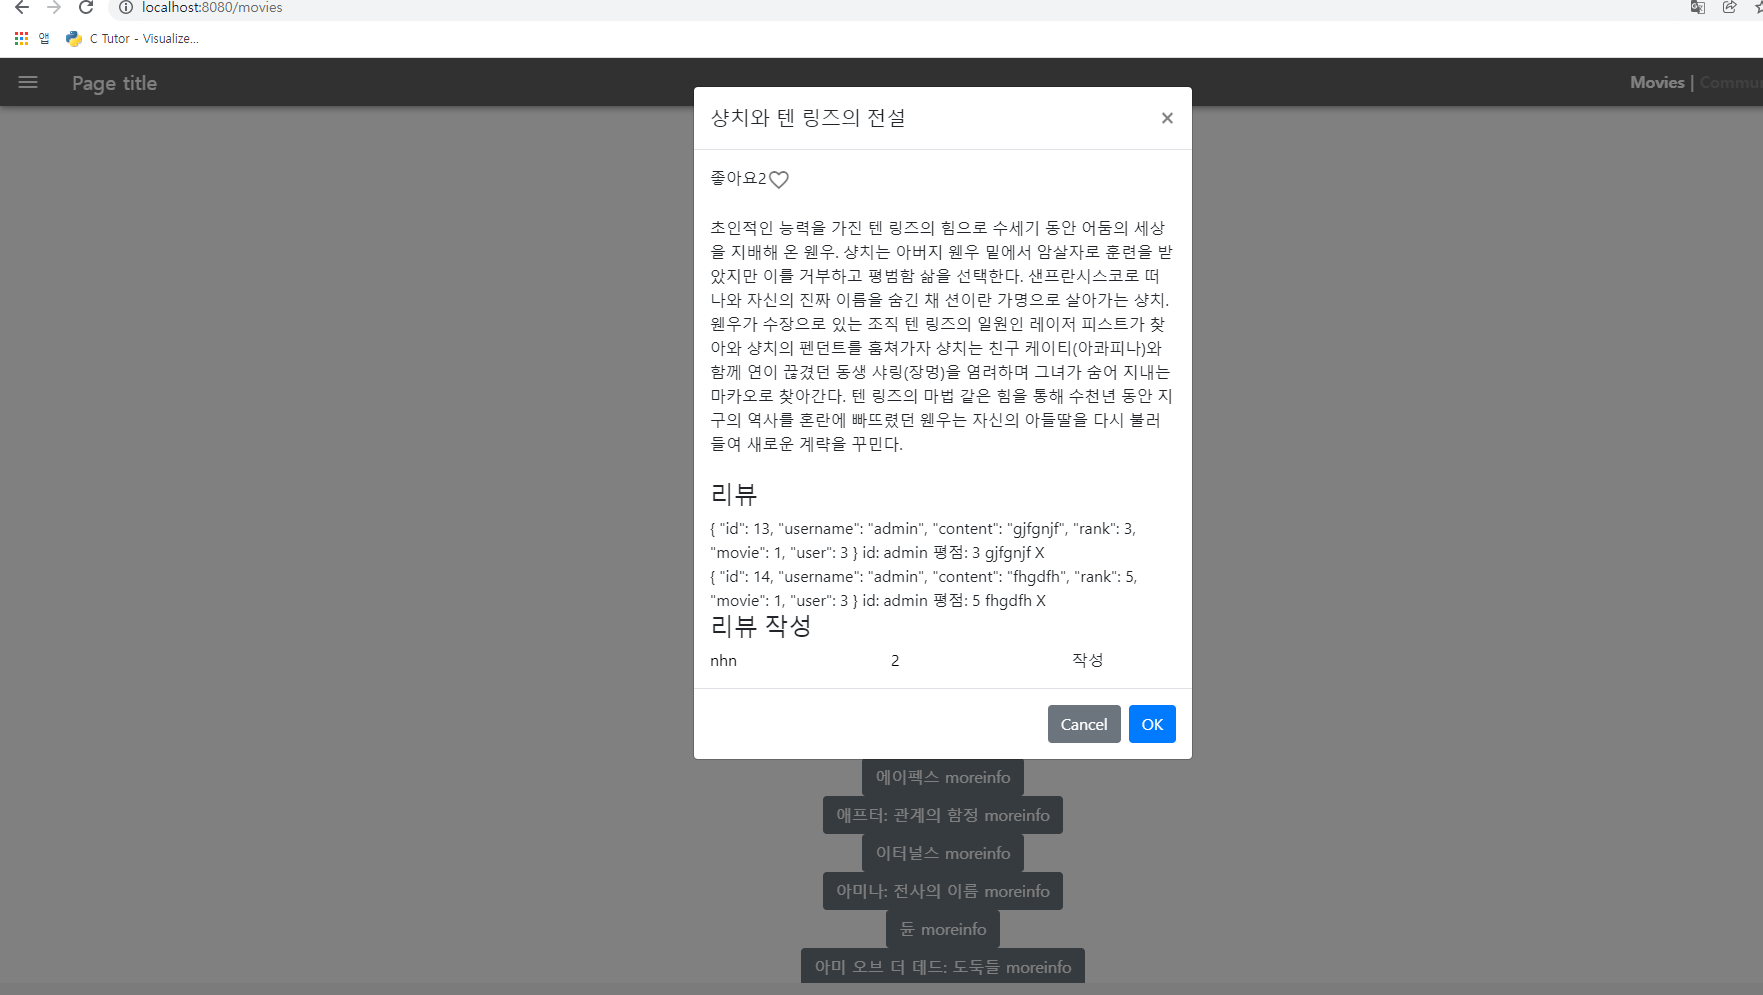 localhost:8080/movies
앱 C Tutor - Visualize...
Page title
Movies | Commu
샹치와 텐 링즈의 전설 ×
좋아요2
초인적인 능력을 가진 텐 링즈의 힘으로 수세기 동안 어둠의 세상
을 지배해 온 웬우. 샹치는 아버지 웬우 밑에서 암살자로 훈련을 받
았지만 이를 거부하고 평범함 삶을 선택한다. 샌프란시스코로 떠
나와 자신의 진짜 이름을 숨긴 채 션이란 가명으로 살아가는 샹치.
웬우가 수장으로 있는 조직 텐 링즈의 일원인 레이저 피스트가 찾
아와 샹치의 펜던트를 훔쳐가자 샹치는 친구 케이티(아콰피나)와
함께 연이 끊겼던 동생 샤링(장멍)을 염려하며 그녀가 숨어 지내는
마카오로 찾아간다. 텐 링즈의 마법 같은 힘을 통해 수천년 동안 지
구의 역사를 혼란에 빠뜨렸던 웬우는 자신의 아들딸을 다시 불러
들여 새로운 계략을 꾸민다.
리뷰
{ "id": 13, "username": "admin", "content": "gjfgnjf", "rank": 3,
"movie": 1, "user": 3 } id: admin 평점: 3 gjfgnjf X
{ "id": 14, "username": "admin", "content": "fhgdfh", "rank": 5,
"movie": 1, "user": 3 } id: admin 평점: 5 fhgdfh X
리뷰 작성
nhn 2 작성
Cancel OK
에이펙스 moreinfo
애프터: 관계의 함정 moreinfo
이터널스 moreinfo
아미나: 전사의 이름 moreinfo
듄 moreinfo
아미 오브 더 데드: 도둑들 moreinfo